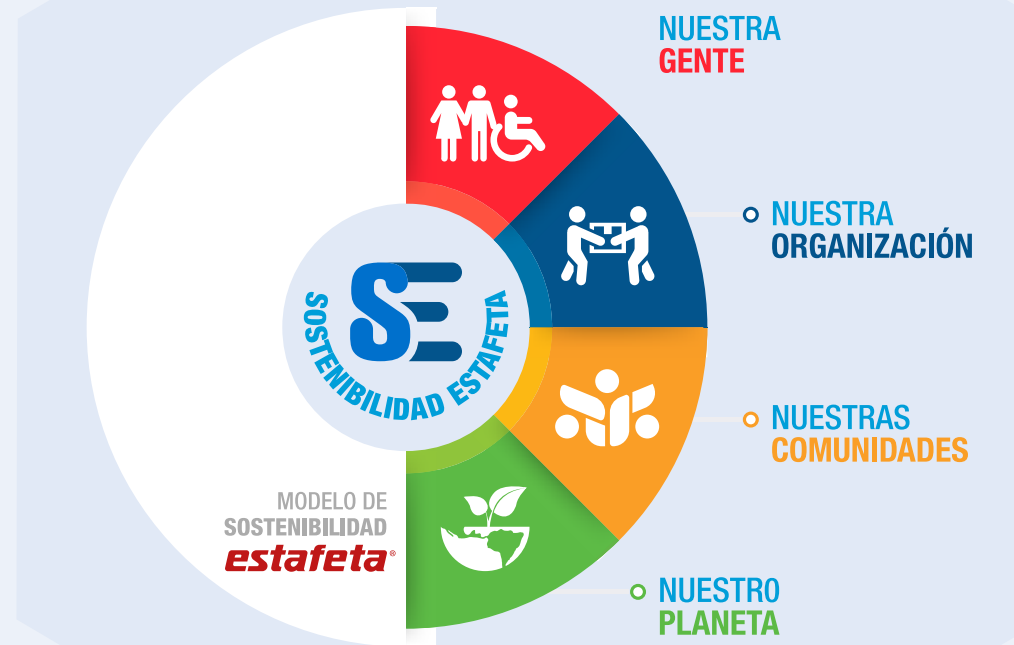 NUESTRA
GENTE
NUESTRA
ORGANIZACIÓN
SE
SOSTENIBILIDAD ESTAFETA
NUESTRAS
COMUNIDADES
MODELO DE
SOSTENIBILIDAD
estafeta®
NUESTRO
PLANETA